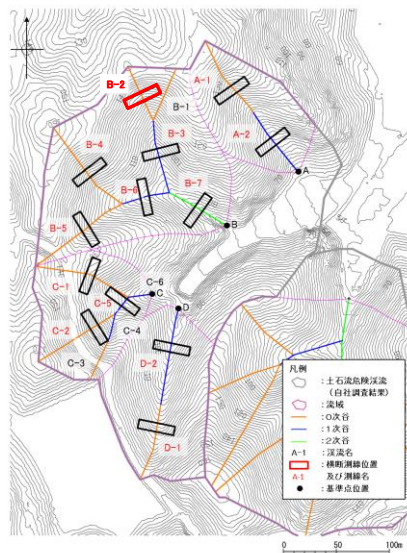 B-2
A-1
B-1
B-4
B-3
A-2
A
B-6
B-7
B-5
B
C-1
C-6
C
C-5
D
C-2
C-4
C-3
D-2
D-1
凡例
：土石流危険渓流
（自社調査結果）
：流域
：0次谷
：1次谷
：2次谷
A-1 ：渓流名
：横断測線位置
A-1 及び測線名
：基準点位置
0 50 100m